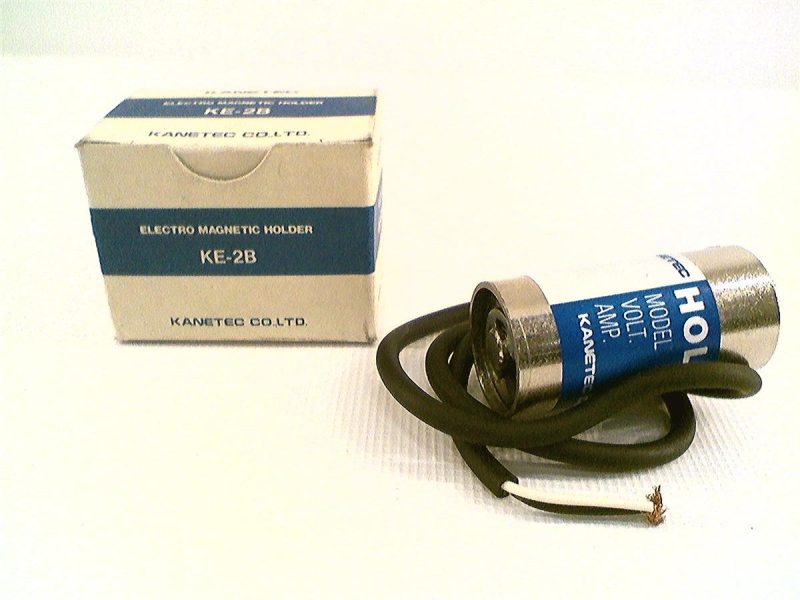 KANETEC
ELECTRO MAGNETIC HOLDER
KE-2B
KANETEC CO.LTD.
ELECTRO MAGNETIC HOLDER
KE-2B
KANETEC CO.LTD.
HOL
MODEL
VOLT.
AMP.
KANETEC